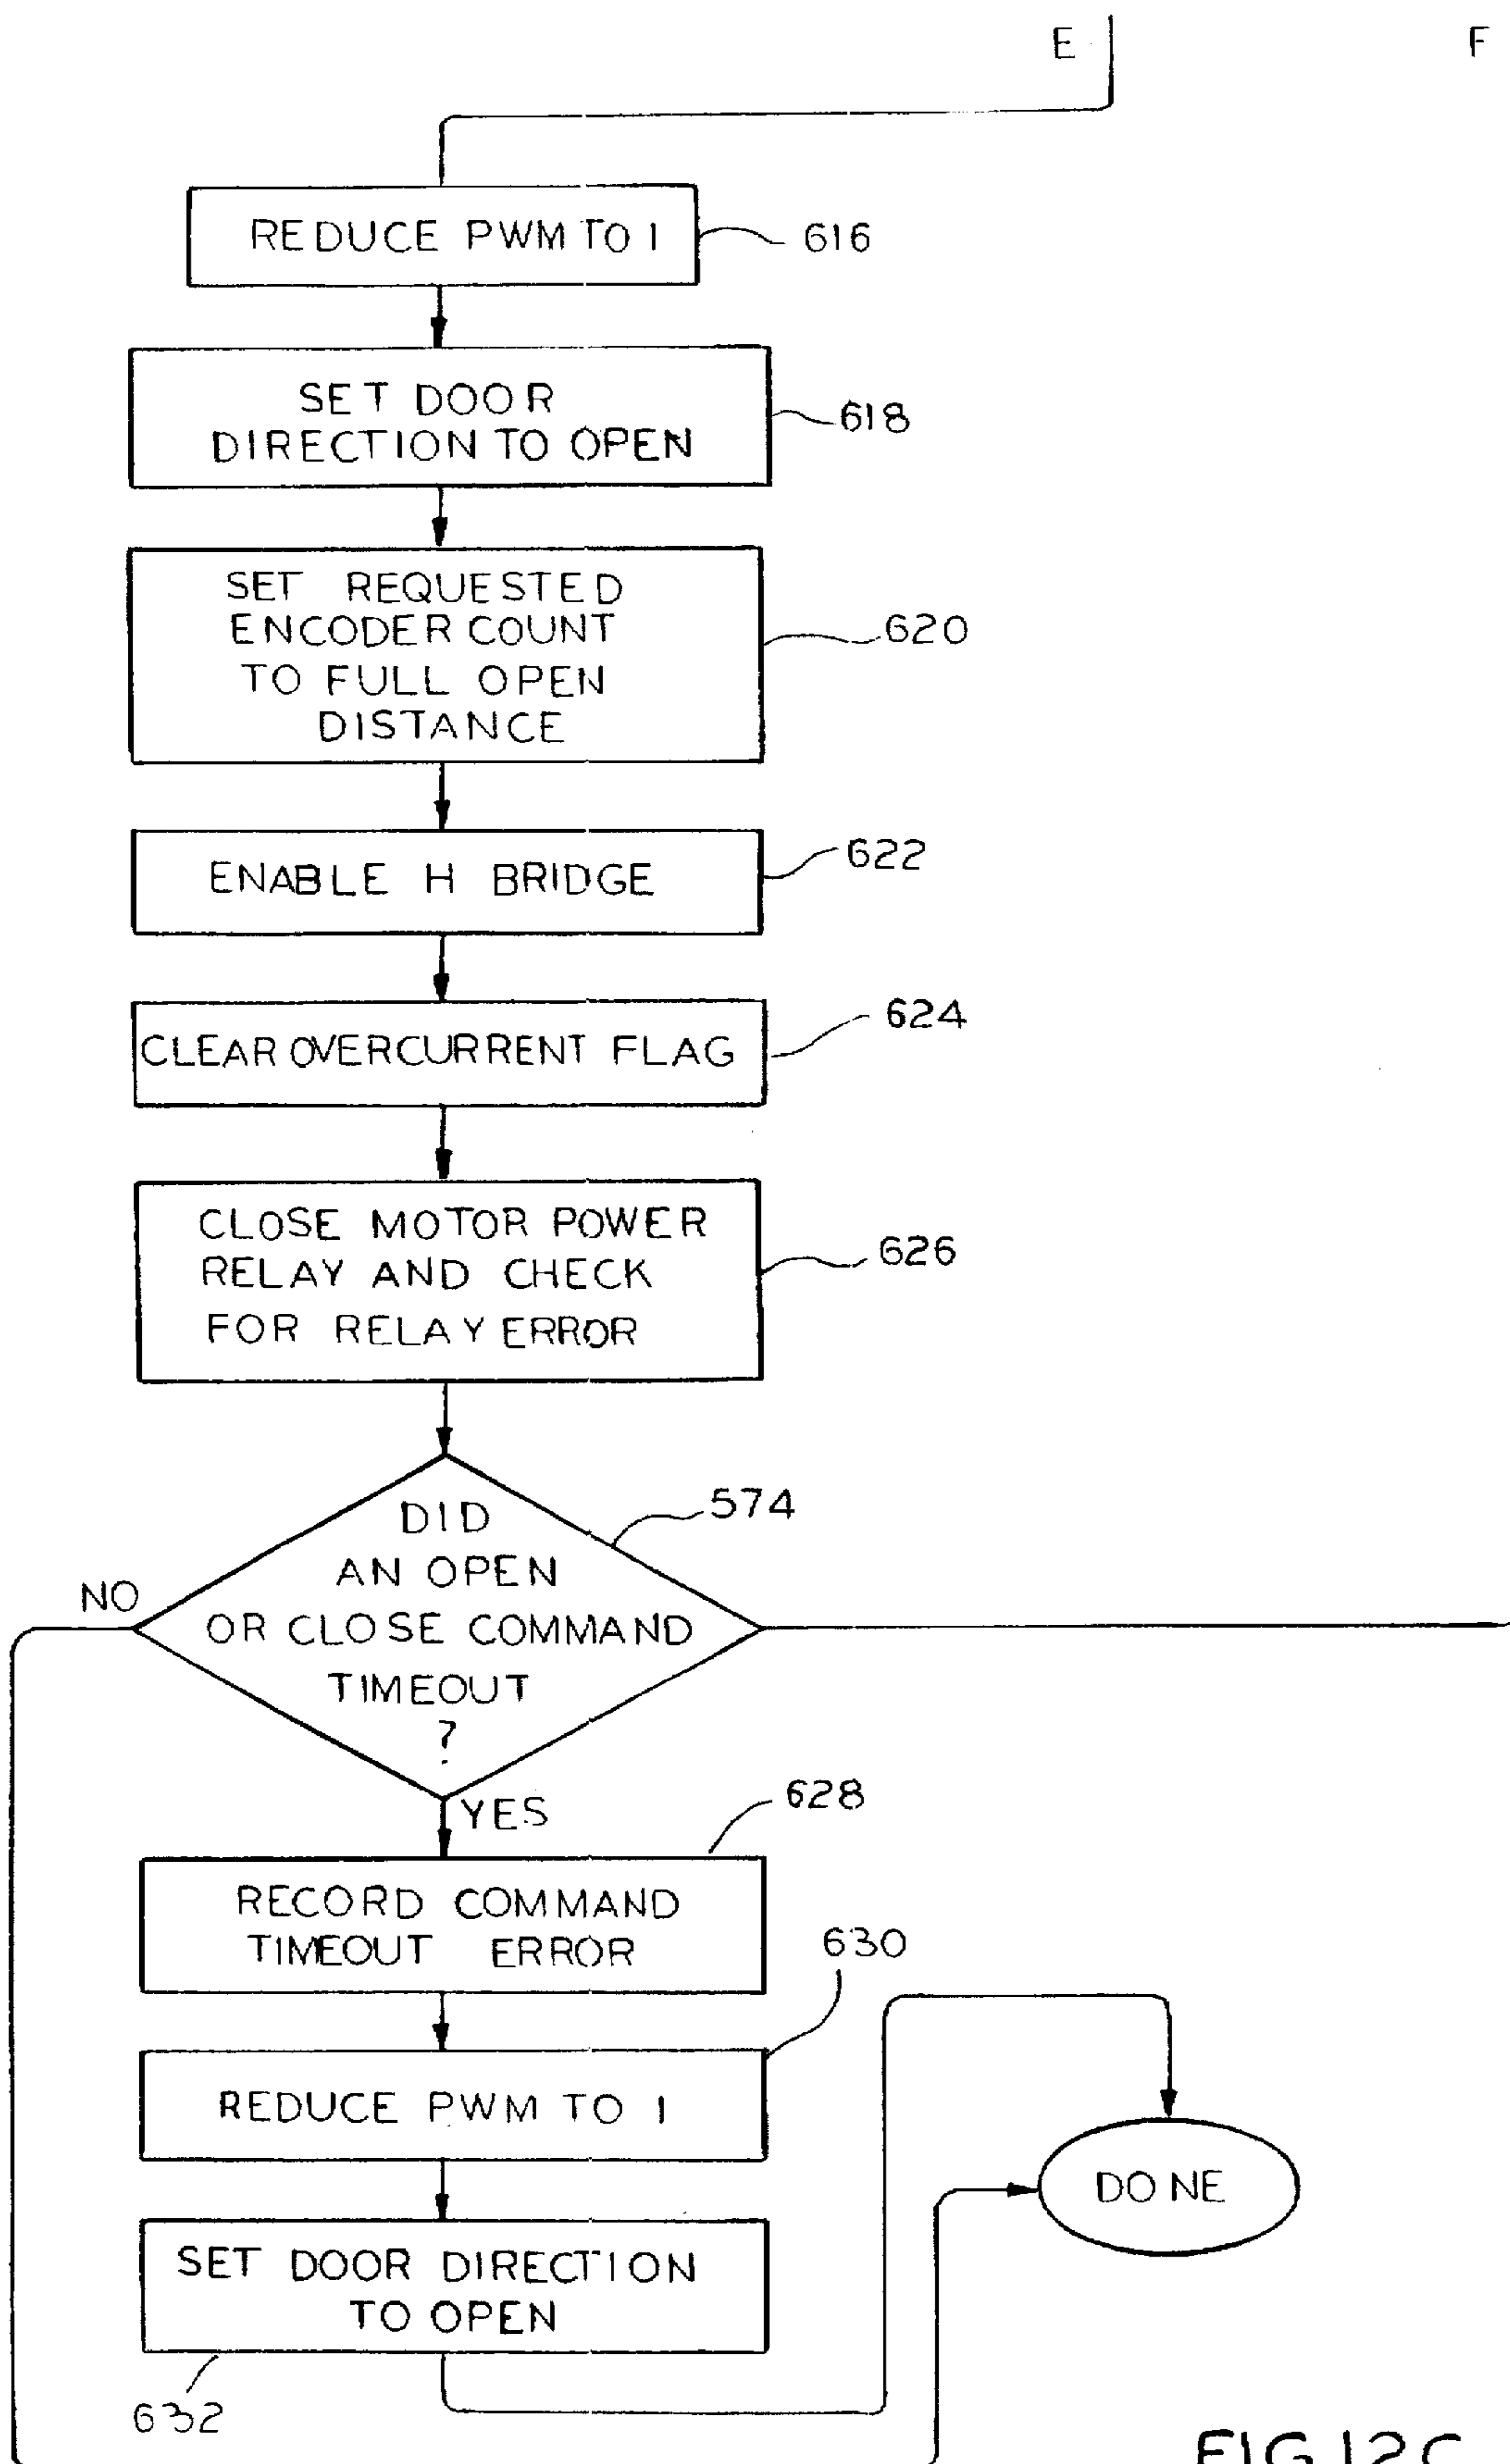 E
F
REDUCE PWM TO 1
616
SET DOOR
DIRECTION TO OPEN
618
SET REQUESTED
ENCODER COUNT
TO FULL OPEN
DISTANCE
620
ENABLE H BRIDGE
622
CLEAR OVERCURRENT FLAG
624
CLOSE MOTOR POWER
RELAY AND CHECK
FOR RELAY ERROR
626
DID
AN OPEN
OR CLOSE COMMAND
TIMEOUT
?
574
NO
YES
628
RECORD COMMAND
TIMEOUT ERROR
630
REDUCE PWM TO 1
DONE
SET DOOR DIRECTION
TO OPEN
632
FIG. 12C